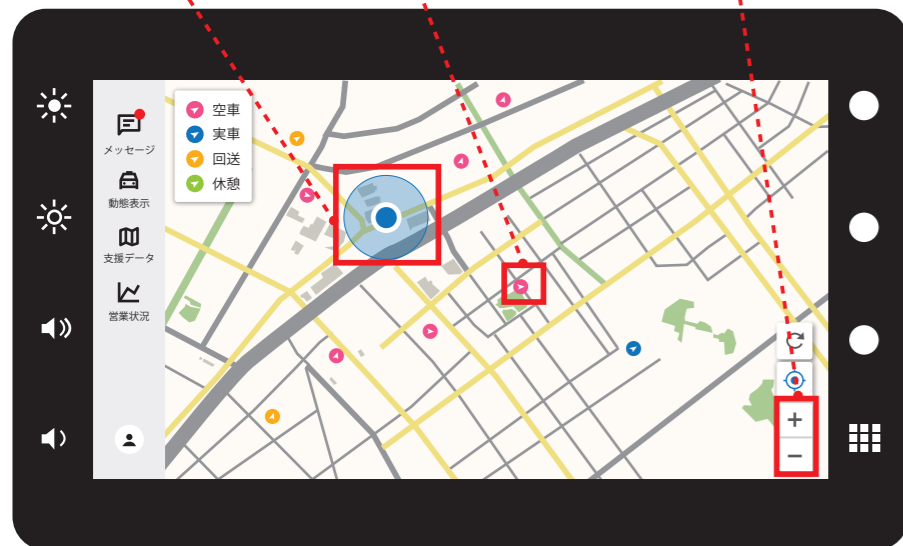 メッセージ
動態表示
支援データ
営業状況
空車
実車
回送
休憩
+
−